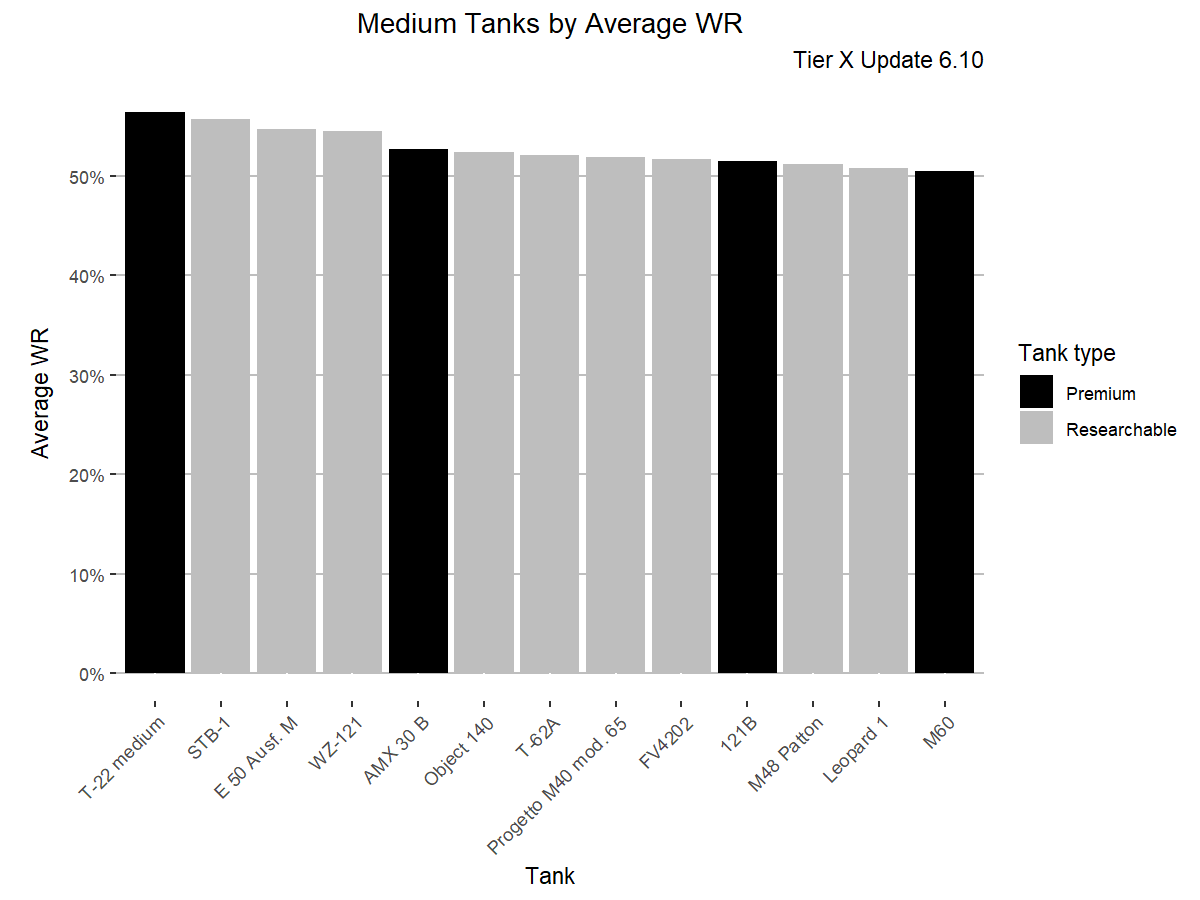 Medium Tanks by Average WR
Tier X Update 6.10
Average WR
50%
40%
30%
20%
10%
0%
T-22 medium
STB-1
E 50 Ausf. M
WZ-121
AMX 30 B
Object 140
T-62A
Progetto M40 mod. 65
FV4202
121B
M48 Patton
Leopard 1
M60
Tank
Tank type
Premium
Researchable